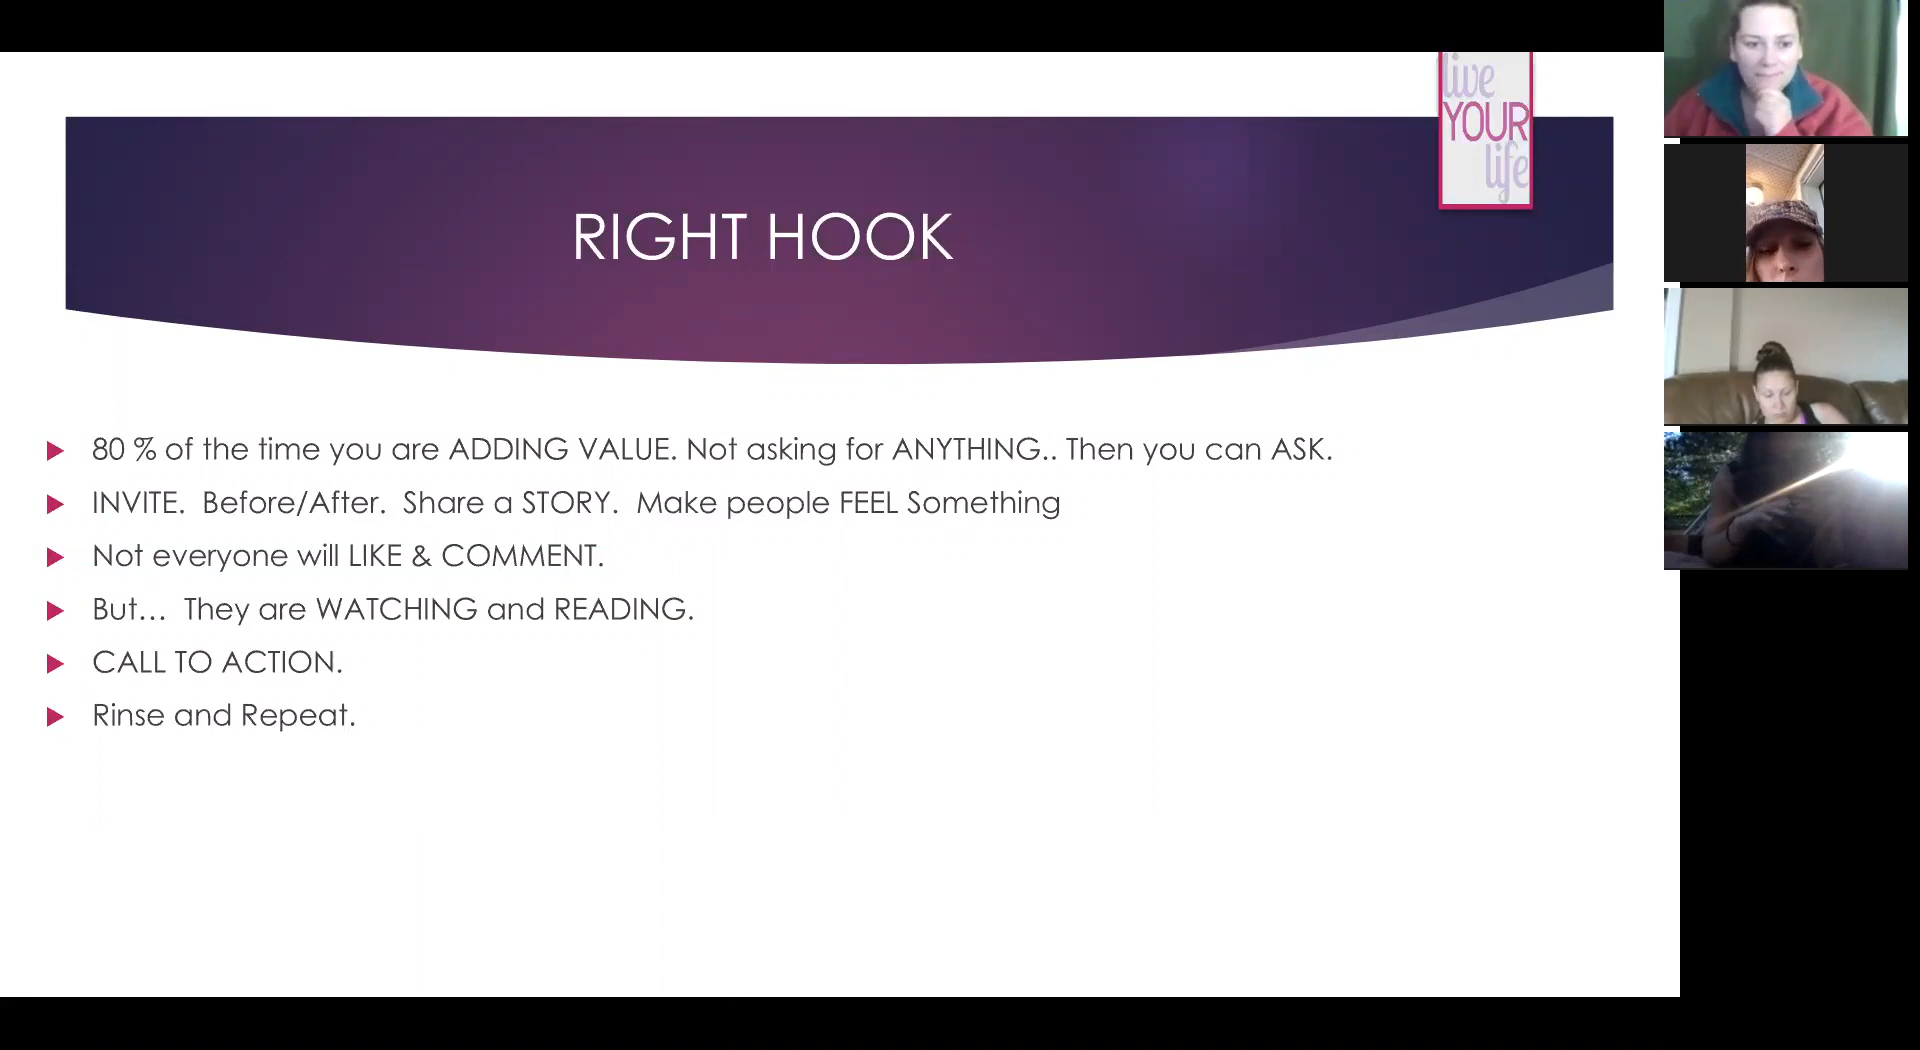 live
YOUR
life
RIGHT HOOK
80 % of the time you are ADDING VALUE. Not asking for ANYTHING.. Then you can ASK.
INVITE.  Before/After.  Share a STORY.  Make people FEEL Something
Not everyone will LIKE & COMMENT.
But...  They are WATCHING and READING.
CALL TO ACTION.
Rinse and Repeat.